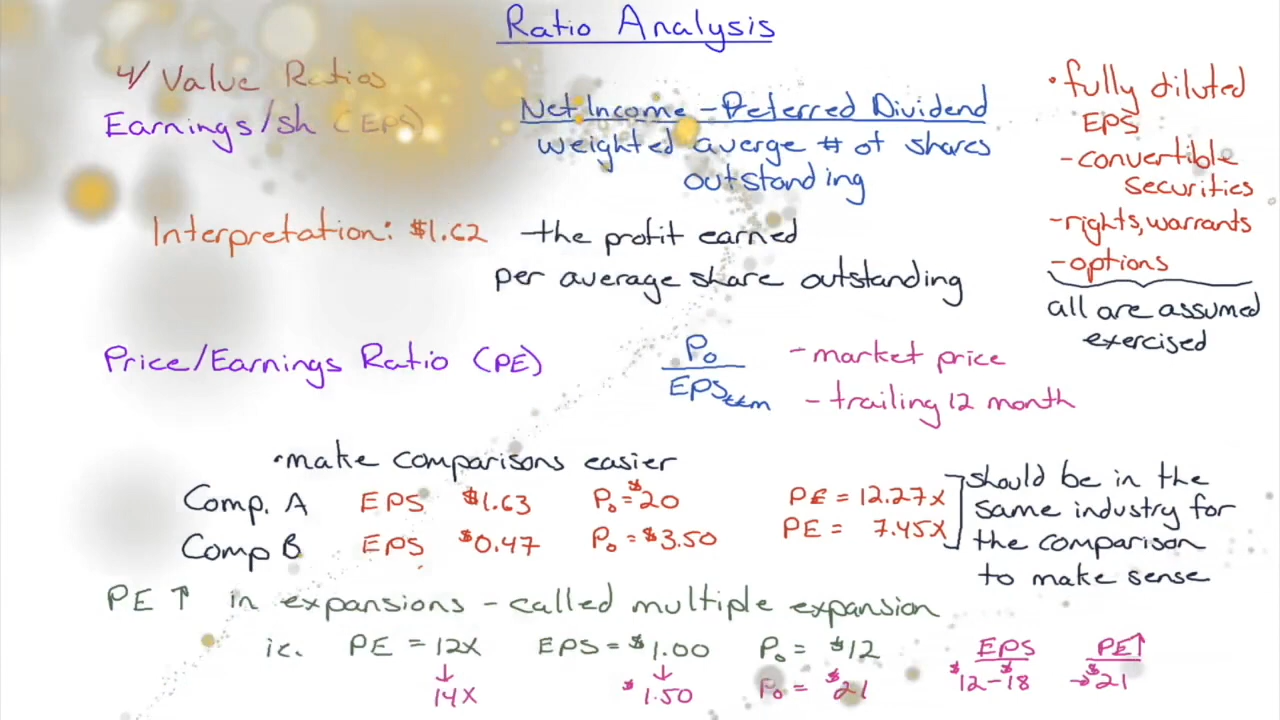 Ratio Analysis
4/ Value Ratios
Earnings/sh (EPS)
Net Income - Preferred Dividend
weighted averge # of shares
outstanding
• fully diluted
EPS
- convertible
securities
- rights, warrants
- options
all are assumed
exercised
Interpretation: $1.62 - the profit earned
per average share outstanding
Price/Earnings Ratio (PE)
P₀ - market price
EPS ttm - trailing 12 month
• make comparisons easier
Comp. A EPS $1.63 P₀ = $20 PE = 12.27x
Comp B EPS $0.47 P₀ = $3.50 PE = 7.45x
should be in the
same industry for
the comparison
to make sense
PE ↑ in expansions - called multiple expansion
ie. PE = 12x EPS = $1.00 P₀ = $12 EPS PE↑
↓ ↓
14x $1.50 P₀ = $21 $12-$18 → $21